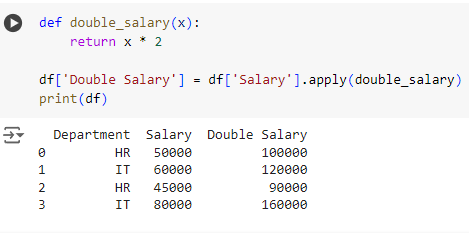 def double_salary(x):
    return x * 2
df['Double Salary'] = df['Salary'].apply(double_salary)
print(df)
  Department  Salary  Double Salary
0         HR   50000         100000
1         IT   60000         120000
2         HR   45000          90000
3         IT   80000         160000